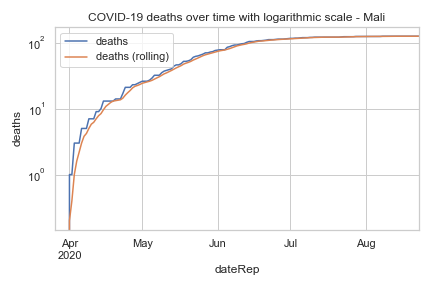 COVID-19 deaths over time with logarithmic scale - Mali
deaths
deaths (rolling)
10²
10¹
10⁰
deaths
Apr May Jun Jul Aug
2020
dateRep